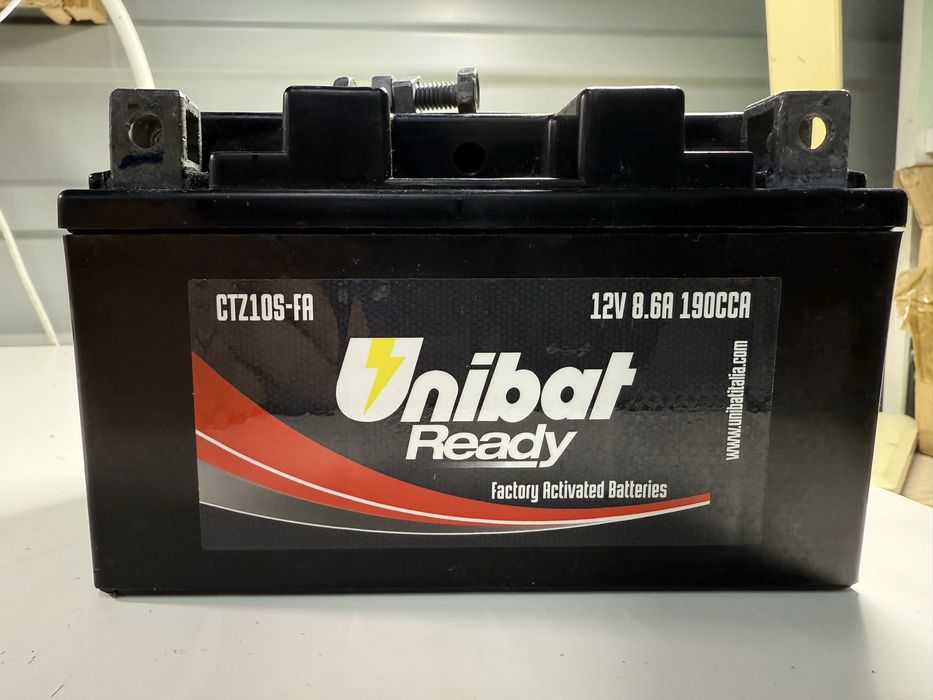 CTZ10S-FA
12V 8.6A 190CCA
Unibat
Ready
Factory Activated Batteries
www.unibatitalia.com